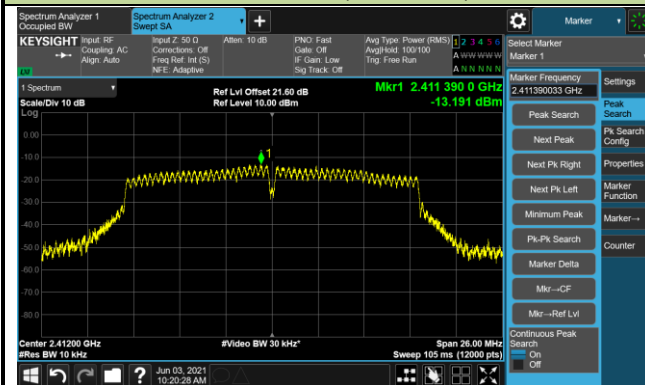 Spectrum Analyzer 1
Occupied BW
Spectrum Analyzer 2
Swept SA
Marker
KEYSIGHT
Input: RF
Coupling: AC
Align: Auto
Input Z: 50 Ω
Corrections: Off
Freq Ref: Int (S)
NFE: Adaptive
Atten: 10 dB
PNO: Fast
Gate: Off
IF Gain: Low
Sig Track: Off
Avg Type: Power (RMS)
Avg|Hold: 100/100
Trig: Free Run
1 2 3 4 5 6
A W W W W W
A N N N N N
LXI
Select Marker
Marker 1
1 Spectrum
Scale/Div 10 dB
Log
Ref Lvl Offset 21.60 dB
Ref Level 10.00 dBm
Mkr1 2.411 390 0 GHz
-13.191 dBm
0.00
-10.0
-20.0
-30.0
-40.0
-50.0
-60.0
-70.0
-80.0
1
Center 2.41200 GHz
#Res BW 10 kHz
#Video BW 30 kHz*
Span 26.00 MHz
Sweep 105 ms (12000 pts)
Marker Frequency
2.411390033 GHz
Peak Search
Next Peak
Next Pk Right
Next Pk Left
Minimum Peak
Pk-Pk Search
Marker Delta
Mkr→CF
Mkr→Ref Lvl
Continuous Peak
Search
On
Off
Settings
Peak
Search
Pk Search
Config
Properties
Marker
Function
Marker→
Counter
?
Jun 03, 2021
10:20:28 AM